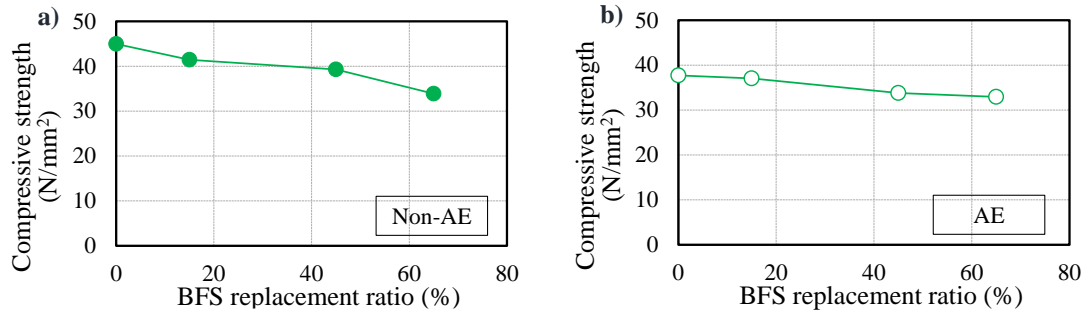 a)
Compressive strength
(N/mm²)
50
40
30
20
10
0
Non-AE
0 20 40 60 80
BFS replacement ratio (%)
b)
Compressive strength
(N/mm²)
50
40
30
20
10
0
AE
0 20 40 60 80
BFS replacement ratio (%)